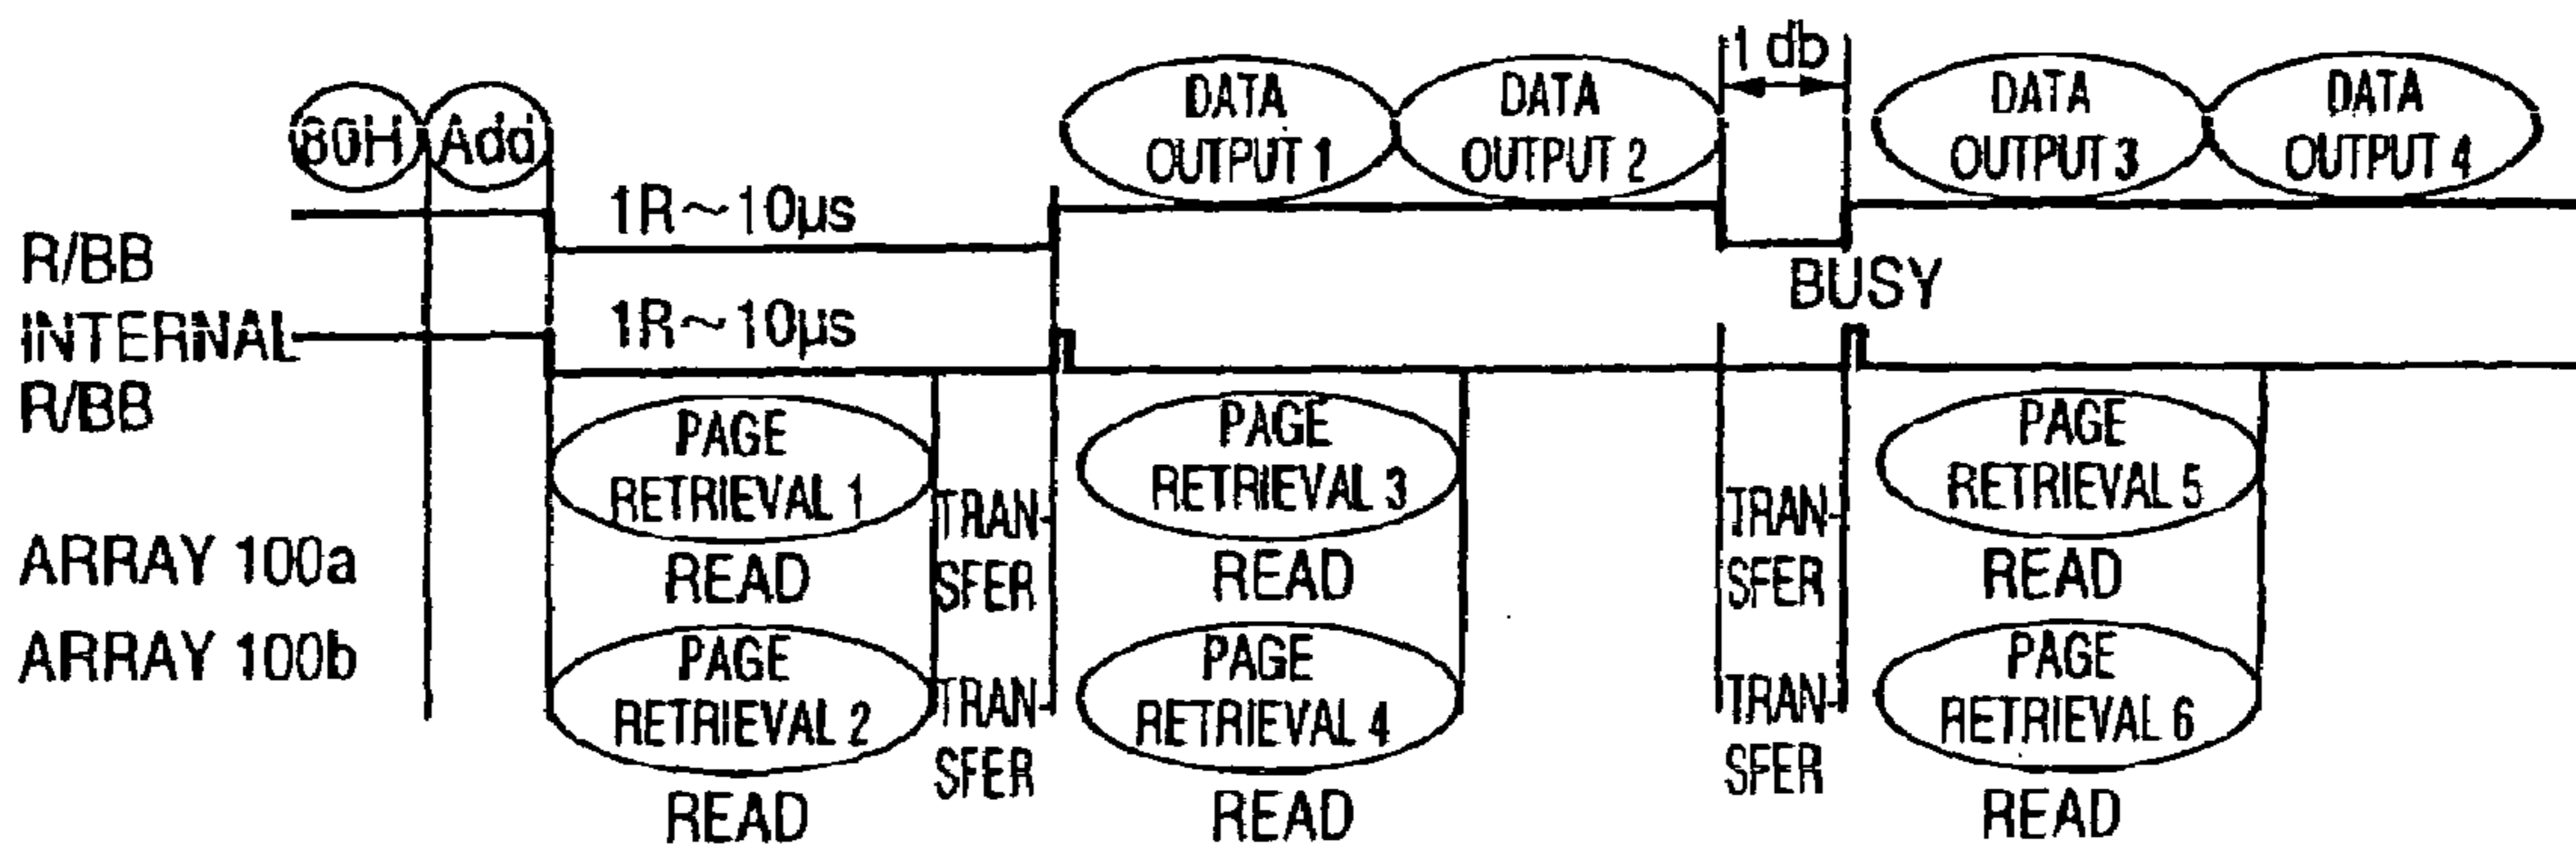 60H Add
1R~10µs
DATA
OUTPUT 1
DATA
OUTPUT 2
1 db
DATA
OUTPUT 3
DATA
OUTPUT 4
R/BB
BUSY
INTERNAL
R/BB
1R~10µs
ARRAY 100a
PAGE
RETRIEVAL 1
READ
TRAN-
SFER
PAGE
RETRIEVAL 3
READ
TRAN-
SFER
PAGE
RETRIEVAL 5
READ
ARRAY 100b
PAGE
RETRIEVAL 2
READ
TRAN-
SFER
PAGE
RETRIEVAL 4
READ
TRAN-
SFER
PAGE
RETRIEVAL 6
READ